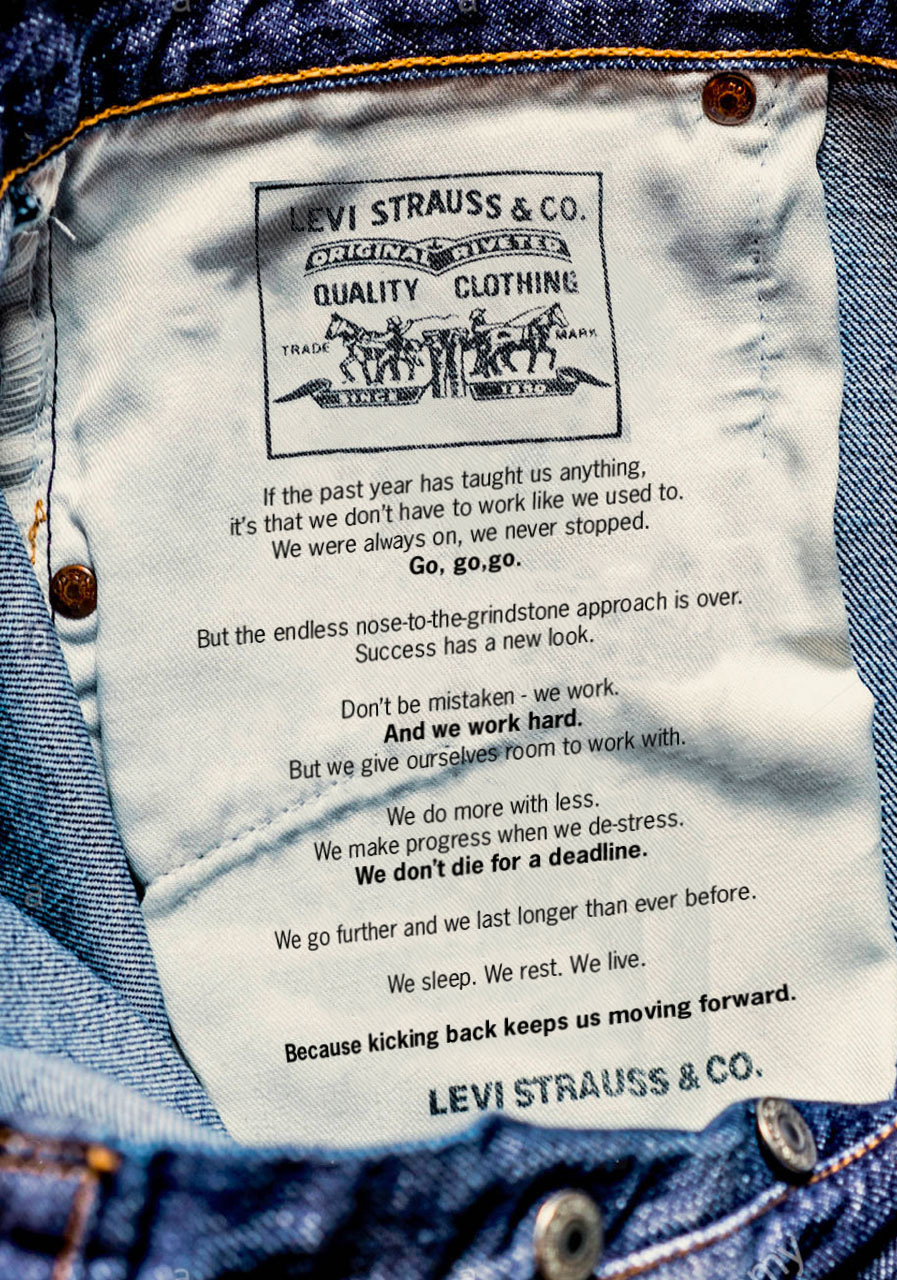 LEVI STRAUSS & CO.
ORIGINAL RIVETED
QUALITY CLOTHING
TRADE MARK
SINCE 1850
If the past year has taught us anything,
it's that we don't have to work like we used to.
We were always on, we never stopped.
Go, go,go.
But the endless nose-to-the-grindstone approach is over.
Success has a new look.
Don't be mistaken - we work.
And we work hard.
But we give ourselves room to work with.
We do more with less.
We make progress when we de-stress.
We don't die for a deadline.
We go further and we last longer than ever before.
We sleep. We rest. We live.
Because kicking back keeps us moving forward.
LEVI STRAUSS & CO.
a
my